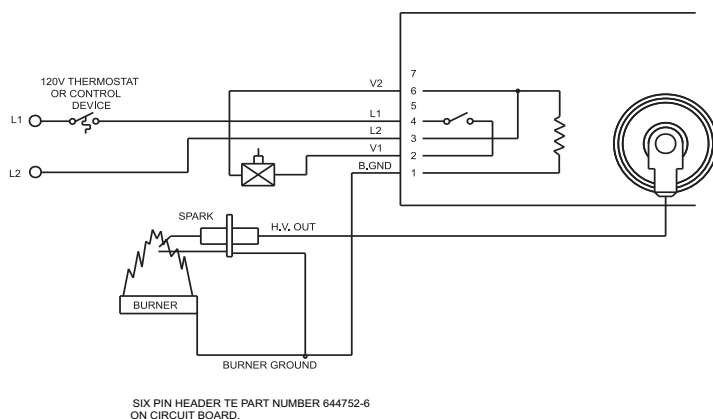 120V THERMOSTAT
OR CONTROL
DEVICE
L1
L2
V2
L1
L2
V1
B.GND
7
6
5
4
3
2
1
SPARK
H.V. OUT
BURNER
BURNER GROUND
SIX PIN HEADER TE PART NUMBER 644752-6
ON CIRCUIT BOARD.